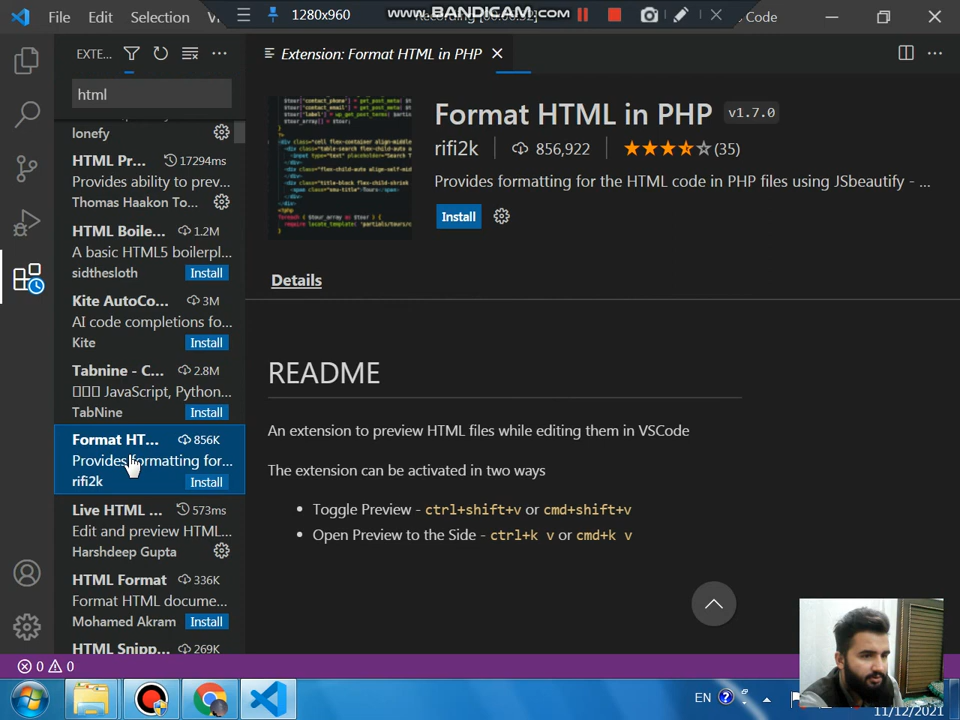 File Edit Selection V
1280x960
www.BANDICAM.com
Code
EXTE...
Extension: Format HTML in PHP
html
lonefy
HTML Pr... 17294ms
Provides ability to prev...
Thomas Haakon To...
HTML Boile... 1.2M
A basic HTML5 boilerpl...
sidthesloth Install
Kite AutoCo... 3M
AI code completions fo...
Kite Install
Tabnine - C... 2.8M
JavaScript, Python...
TabNine Install
Format HT... 856K
Provides formatting for...
rifi2k Install
Live HTML ... 573ms
Edit and preview HTML...
Harshdeep Gupta
HTML Format 336K
Format HTML docume...
Mohamed Akram Install
HTML Snipp... 269K
Format HTML in PHP v1.7.0
rifi2k 856,922 (35)
Provides formatting for the HTML code in PHP files using JSbeautify - ...
Install
Details
README
An extension to preview HTML files while editing them in VSCode
The extension can be activated in two ways
Toggle Preview - ctrl+shift+v or cmd+shift+v
Open Preview to the Side - ctrl+k v or cmd+k v
0 0
EN
11/12/2021